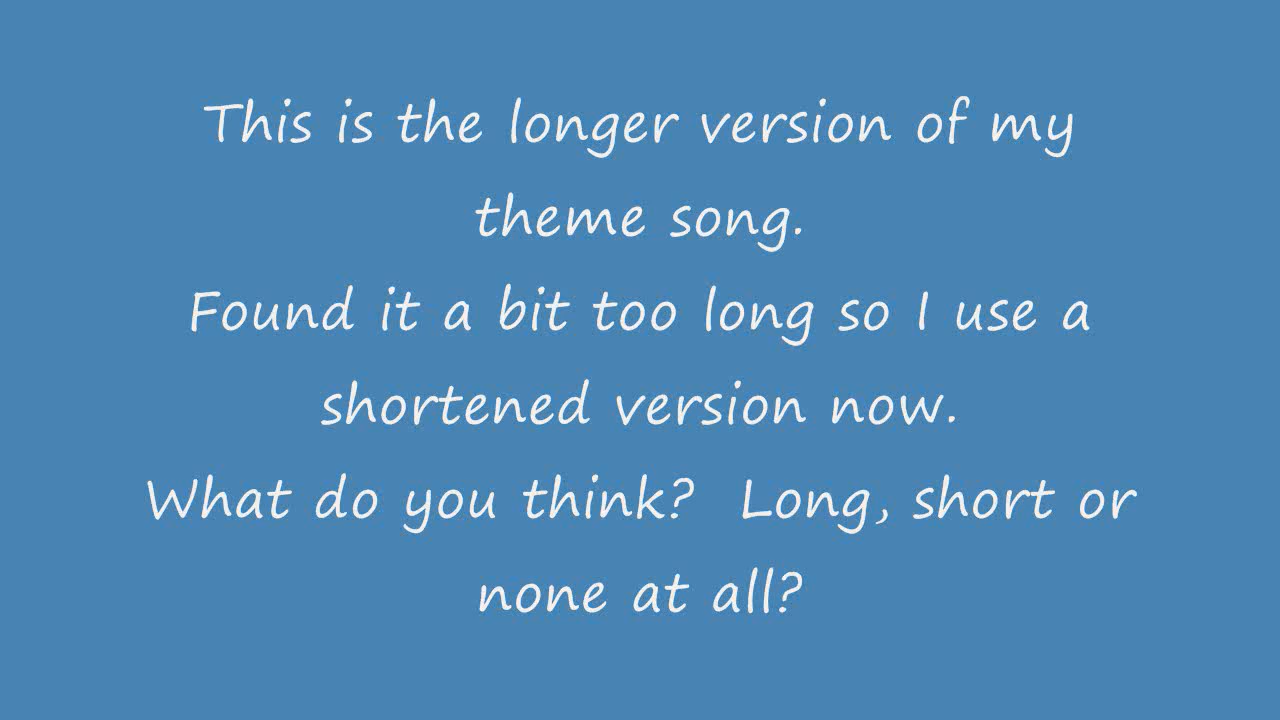 This is the longer version of my
theme song.
Found it a bit too long so I use a
shortened version now.
What do you think?  Long, short or
none at all?